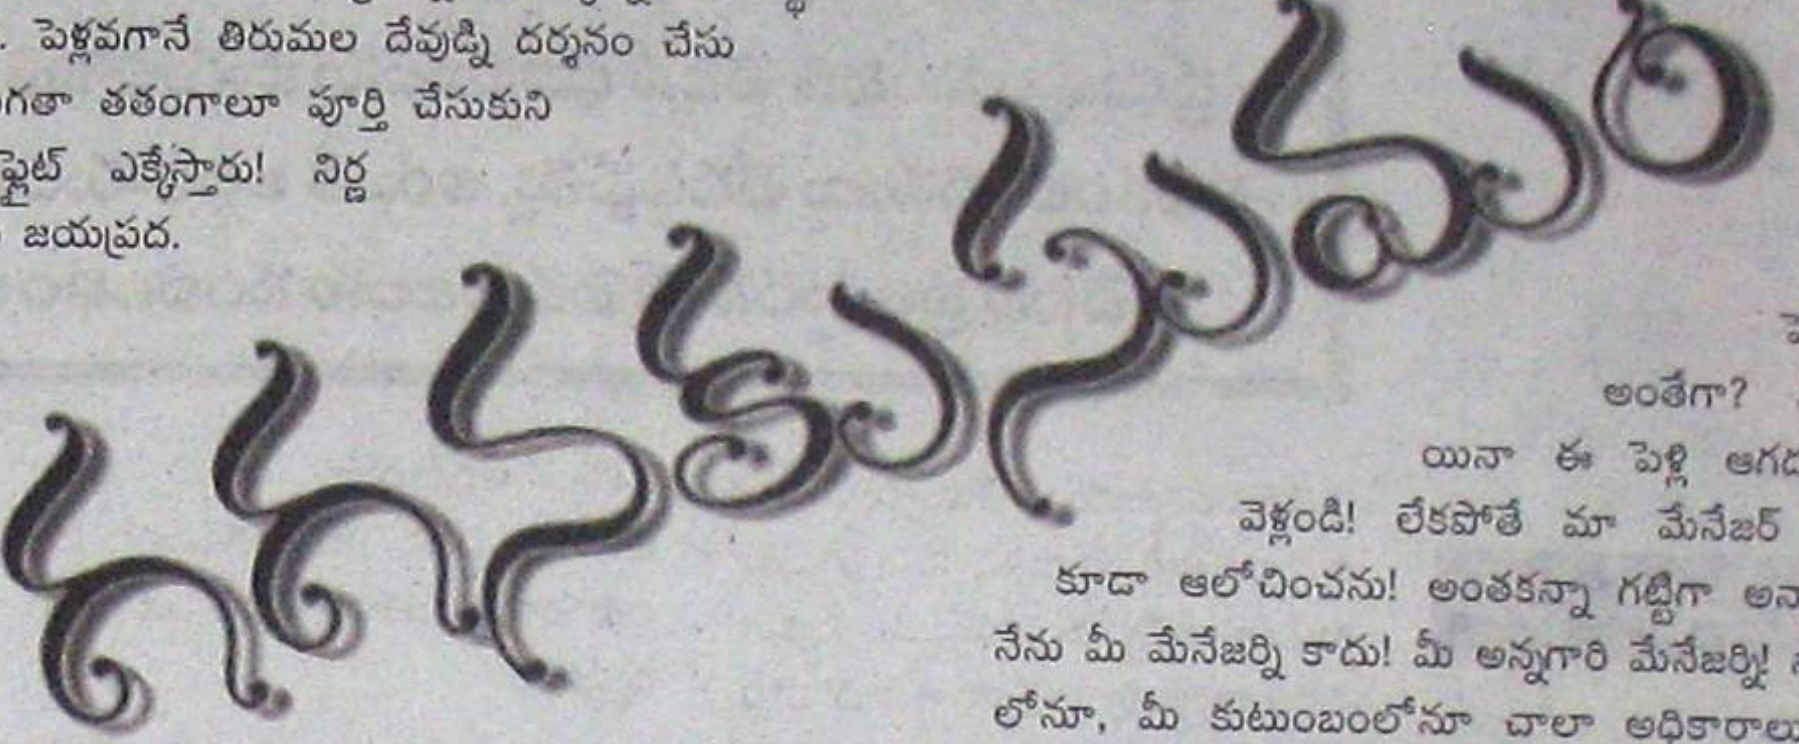 . పెళ్లవగానే తిరుమల దేవుడ్ని దర్శనం చేసు
గతా తతంగాలూ పూర్తి చేసుకుని
ఫ్లైట్ ఎక్కేస్తారు! నిర్ణ
జయప్రద.
గగనకుసుమం
అంతేగా?
యినా ఈ పెళ్లి ఆగద
వెళ్లండి! లేకపోతే మా మేనేజర్
కూడా ఆలోచించను! అంతకన్నా గట్టిగా అనా
నేను మీ మేనేజర్ని కాదు! మీ అన్నగారి మేనేజర్ని!
లోనూ, మీ కుటుంబంలోనూ చాలా అధికారాలు